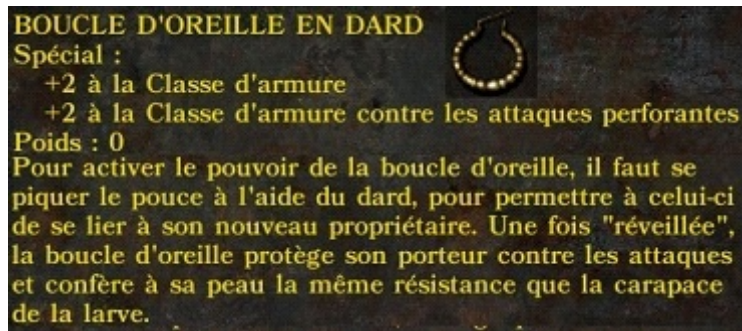 BOUCLE D'OREILLE EN DARD
Spécial :
+2 à la Classe d'armure
+2 à la Classe d'armure contre les attaques perforantes
Poids : 0
Pour activer le pouvoir de la boucle d'oreille, il faut se
piquer le pouce à l'aide du dard, pour permettre à celui-ci
de se lier à son nouveau propriétaire. Une fois "réveillée",
la boucle d'oreille protège son porteur contre les attaques
et confère à sa peau la même résistance que la carapace
de la larve.